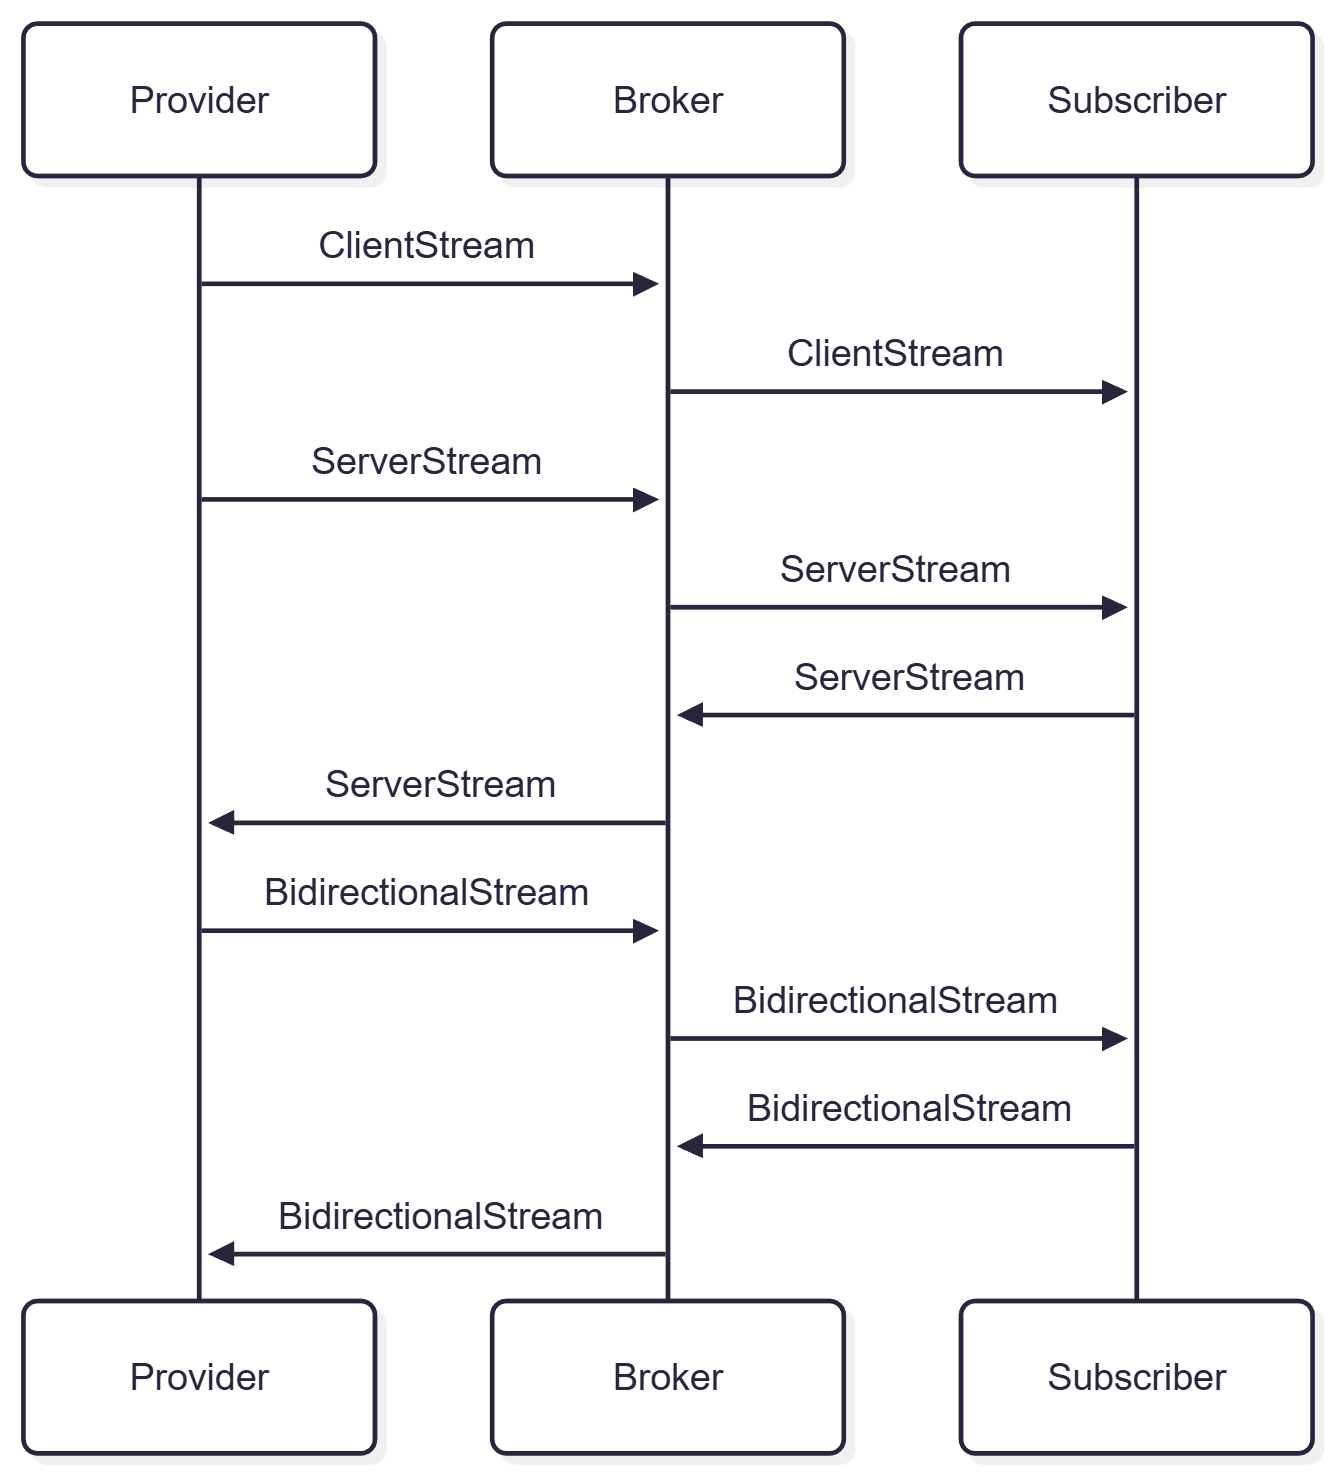 Provider
Broker
Subscriber
ClientStream
ClientStream
ServerStream
ServerStream
ServerStream
ServerStream
BidirectionalStream
BidirectionalStream
BidirectionalStream
BidirectionalStream
Provider
Broker
Subscriber